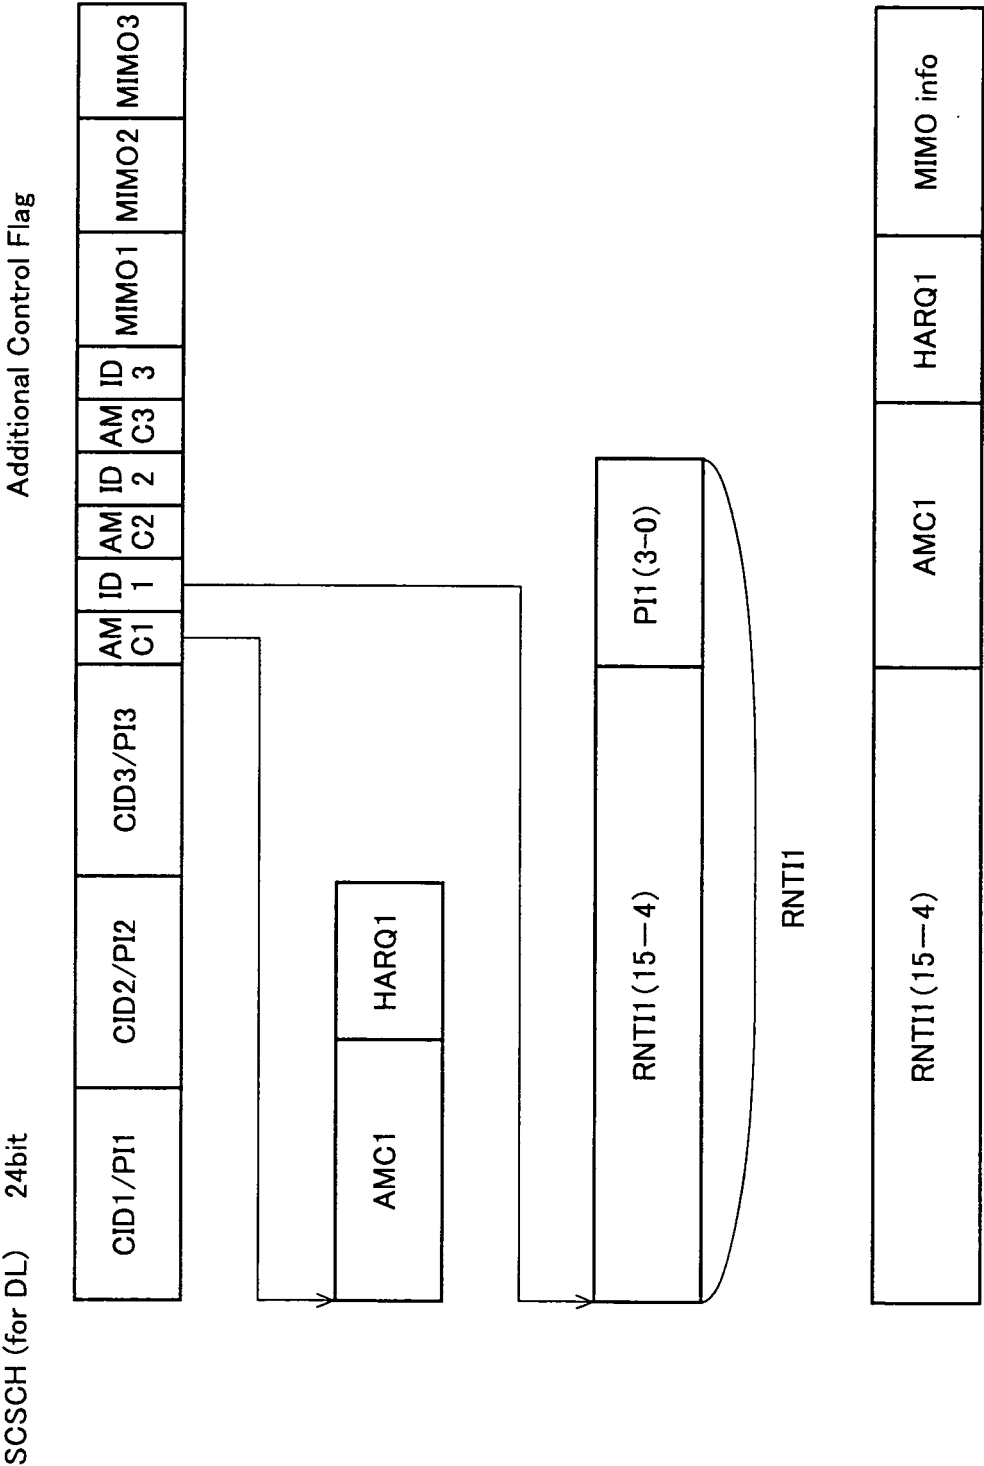 SCSCH (for DL) 24bit
Additional Control Flag
CID1/PI1
CID2/PI2
CID3/PI3
AM
C1
ID
1
AM
C2
ID
2
AM
C3
ID
3
MIMO1
MIMO2
MIMO3
AMC1
HARQ1
RNTI1(15—4)
PI1(3-0)
RNTI1
RNTI1(15—4)
AMC1
HARQ1
MIMO info